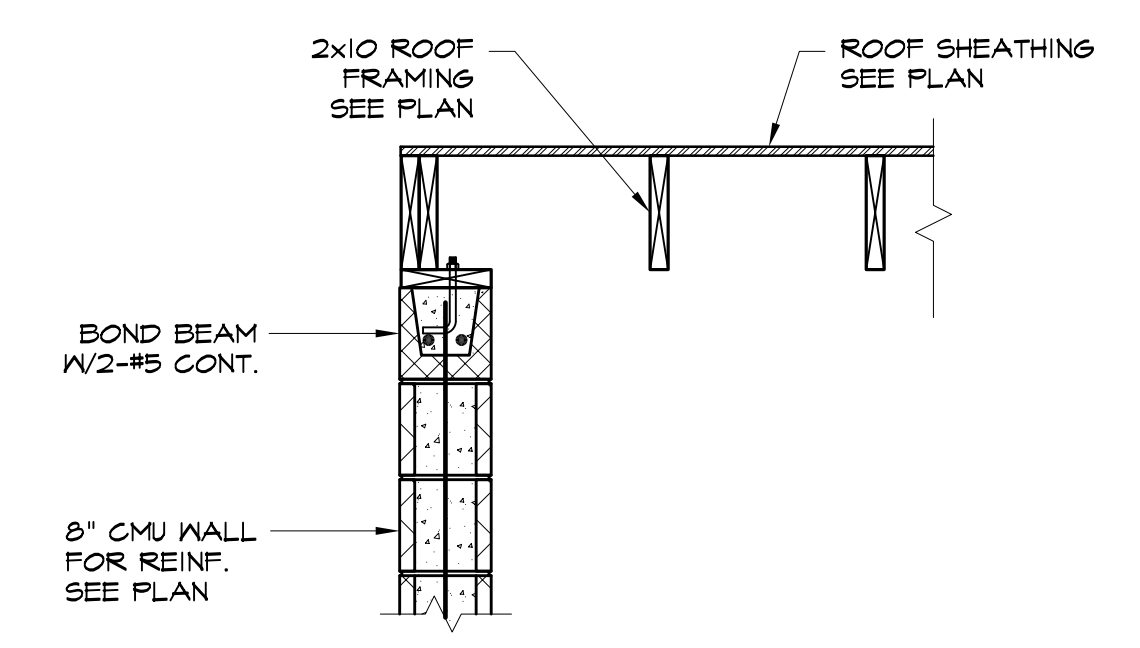 2x10 ROOF
FRAMING
SEE PLAN
ROOF SHEATHING
SEE PLAN
BOND BEAM
W/2-#5 CONT.
8" CMU WALL
FOR REINF.
SEE PLAN